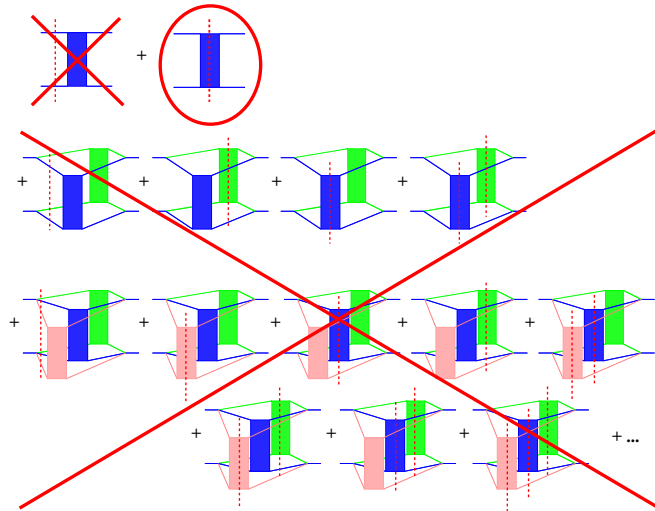 +
+ + + +
+ + + + +
+ + + +...